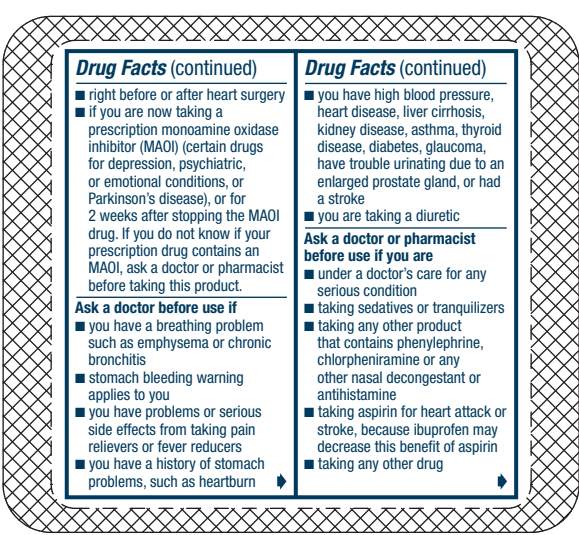 Drug Facts (continued)
■ right before or after heart surgery
■ if you are now taking a
prescription monoamine oxidase
inhibitor (MAOI) (certain drugs
for depression, psychiatric,
or emotional conditions, or
Parkinson's disease), or for
2 weeks after stopping the MAOI
drug. If you do not know if your
prescription drug contains an
MAOI, ask a doctor or pharmacist
before taking this product.
Ask a doctor before use if
■ you have a breathing problem
such as emphysema or chronic
bronchitis
■ stomach bleeding warning
applies to you
■ you have problems or serious
side effects from taking pain
relievers or fever reducers
■ you have a history of stomach
problems, such as heartburn
Drug Facts (continued)
■ you have high blood pressure,
heart disease, liver cirrhosis,
kidney disease, asthma, thyroid
disease, diabetes, glaucoma,
have trouble urinating due to an
enlarged prostate gland, or had
a stroke
■ you are taking a diuretic
Ask a doctor or pharmacist
before use if you are
■ under a doctor's care for any
serious condition
■ taking sedatives or tranquilizers
■ taking any other product
that contains phenylephrine,
chlorpheniramine or any
other nasal decongestant or
antihistamine
■ taking aspirin for heart attack or
stroke, because ibuprofen may
decrease this benefit of aspirin
■ taking any other drug